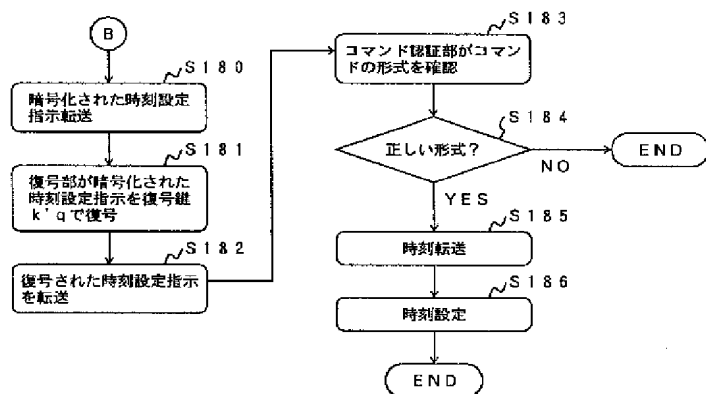 B
S180
暗号化された時刻設定
指示転送
S181
復号部が暗号化された
時刻設定指示を復号鍵
k'qで復号
S182
復号された時刻設定指示
を転送
S183
コマンド認証部がコマン
ドの形式を確認
S184
正しい形式?
NO
END
YES
S185
時刻転送
S186
時刻設定
END